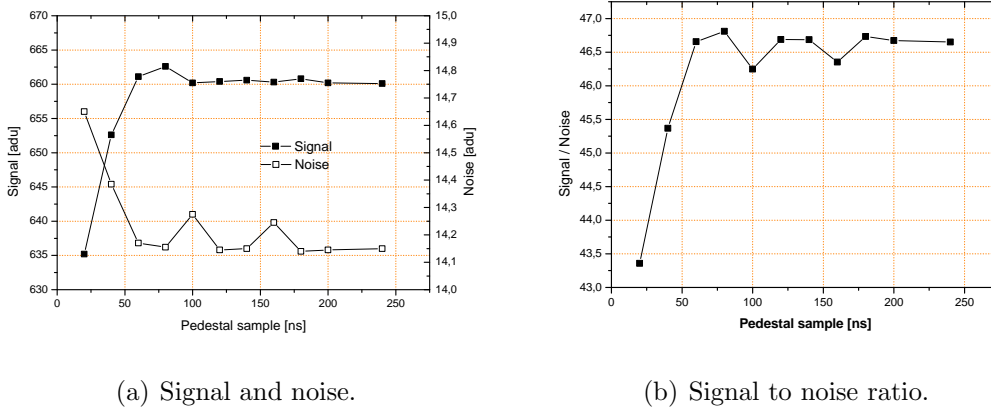 670
665
660
655
650
645
640
635
630
Signal [adu]
15,0
14,9
14,8
14,7
14,6
14,5
14,4
14,3
14,2
14,1
14,0
Noise [adu]
Signal
Noise
0 50 100 150 200 250
Pedestal sample [ns]
(a) Signal and noise.
47,0
46,5
46,0
45,5
45,0
44,5
44,0
43,5
43,0
Signal / Noise
0 50 100 150 200 250
Pedestal sample [ns]
(b) Signal to noise ratio.